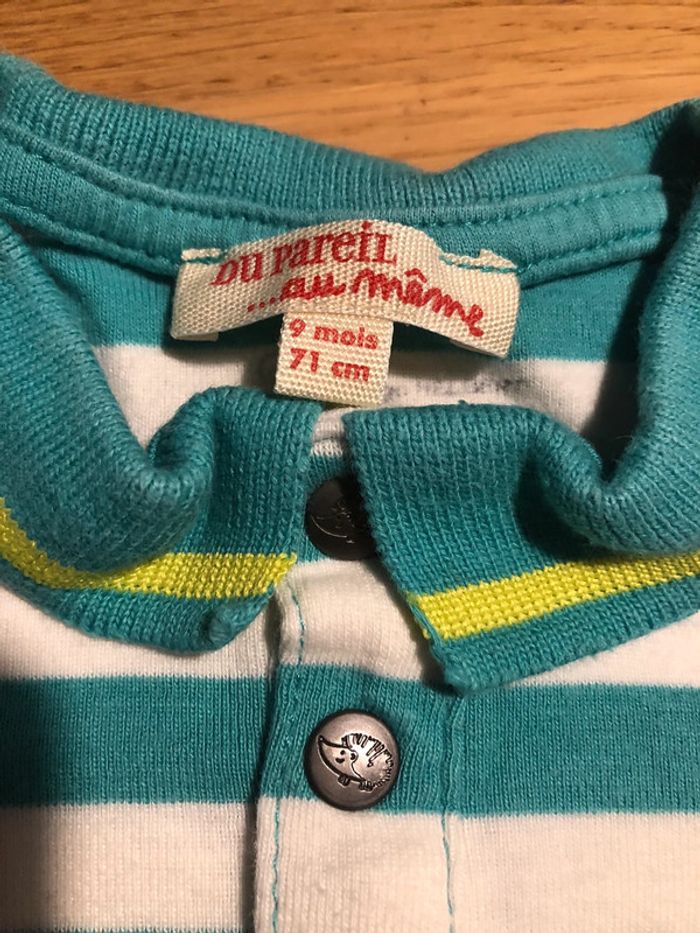 DU PAREIL
...au même
9 mois
71 cm